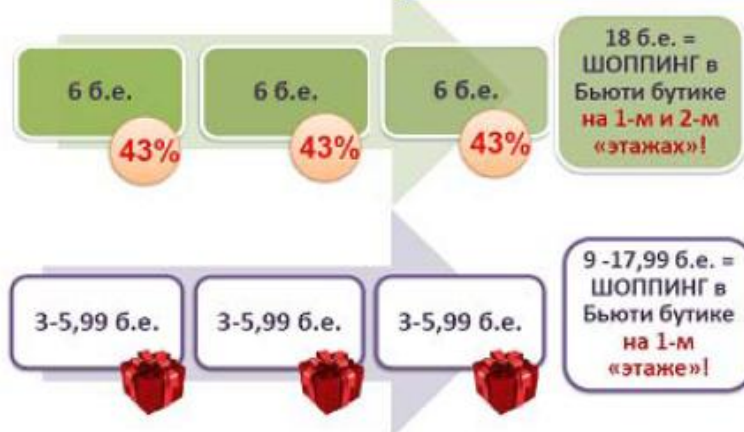 6 б.е.
6 б.е.
6 б.е.
43%
43%
43%
18 б.е. =
ШОППИНГ в
Бьюти бутике
на 1-м и 2-м
«этажах»!
3-5,99 б.е.
3-5,99 б.е.
3-5,99 б.е.
9 -17,99 б.е. =
ШОППИНГ в
Бьюти бутике
на 1-м
«этаже»!